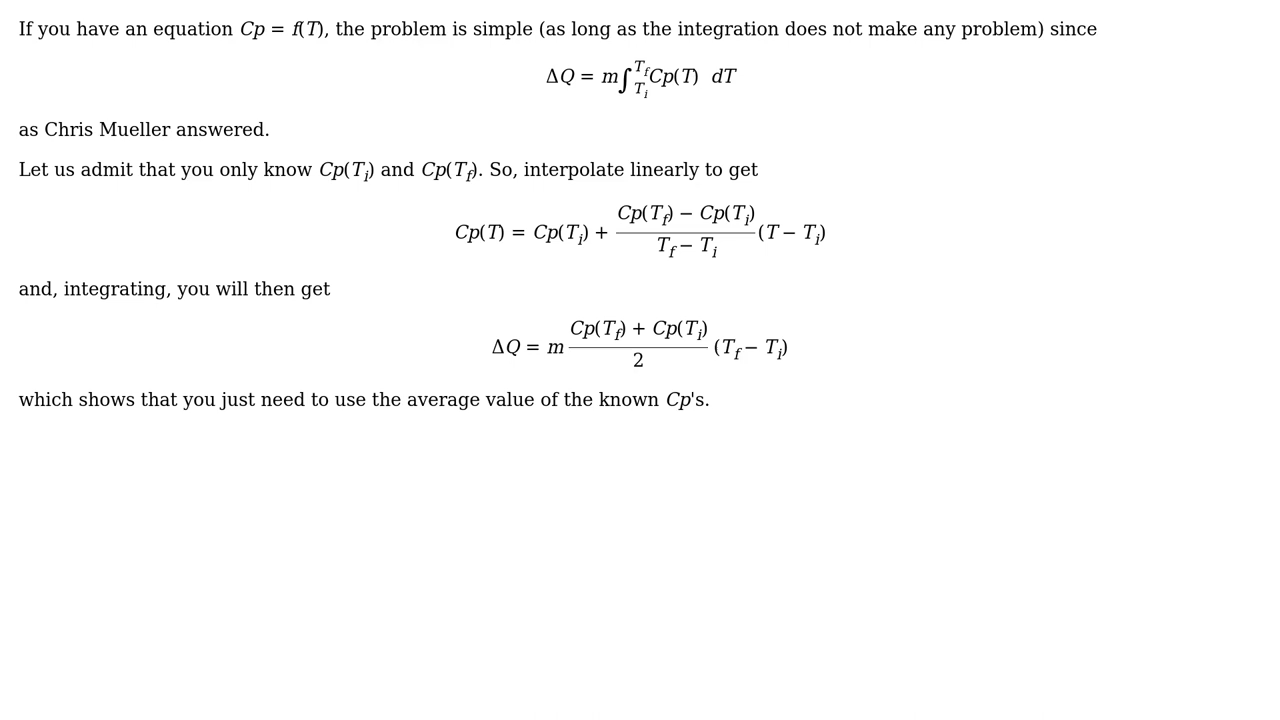 If you have an equation Cp = f(T), the problem is simple (as long as the integration does not make any problem) since
ΔQ = m∫_{T_i}^{T_f} Cp(T) dT
as Chris Mueller answered.
Let us admit that you only know Cp(T_i) and Cp(T_f). So, interpolate linearly to get
Cp(T) = Cp(T_i) + \frac{Cp(T_f) − Cp(T_i)}{T_f − T_i} (T − T_i)
and, integrating, you will then get
ΔQ = m \frac{Cp(T_f) + Cp(T_i)}{2} (T_f − T_i)
which shows that you just need to use the average value of the known Cp's.